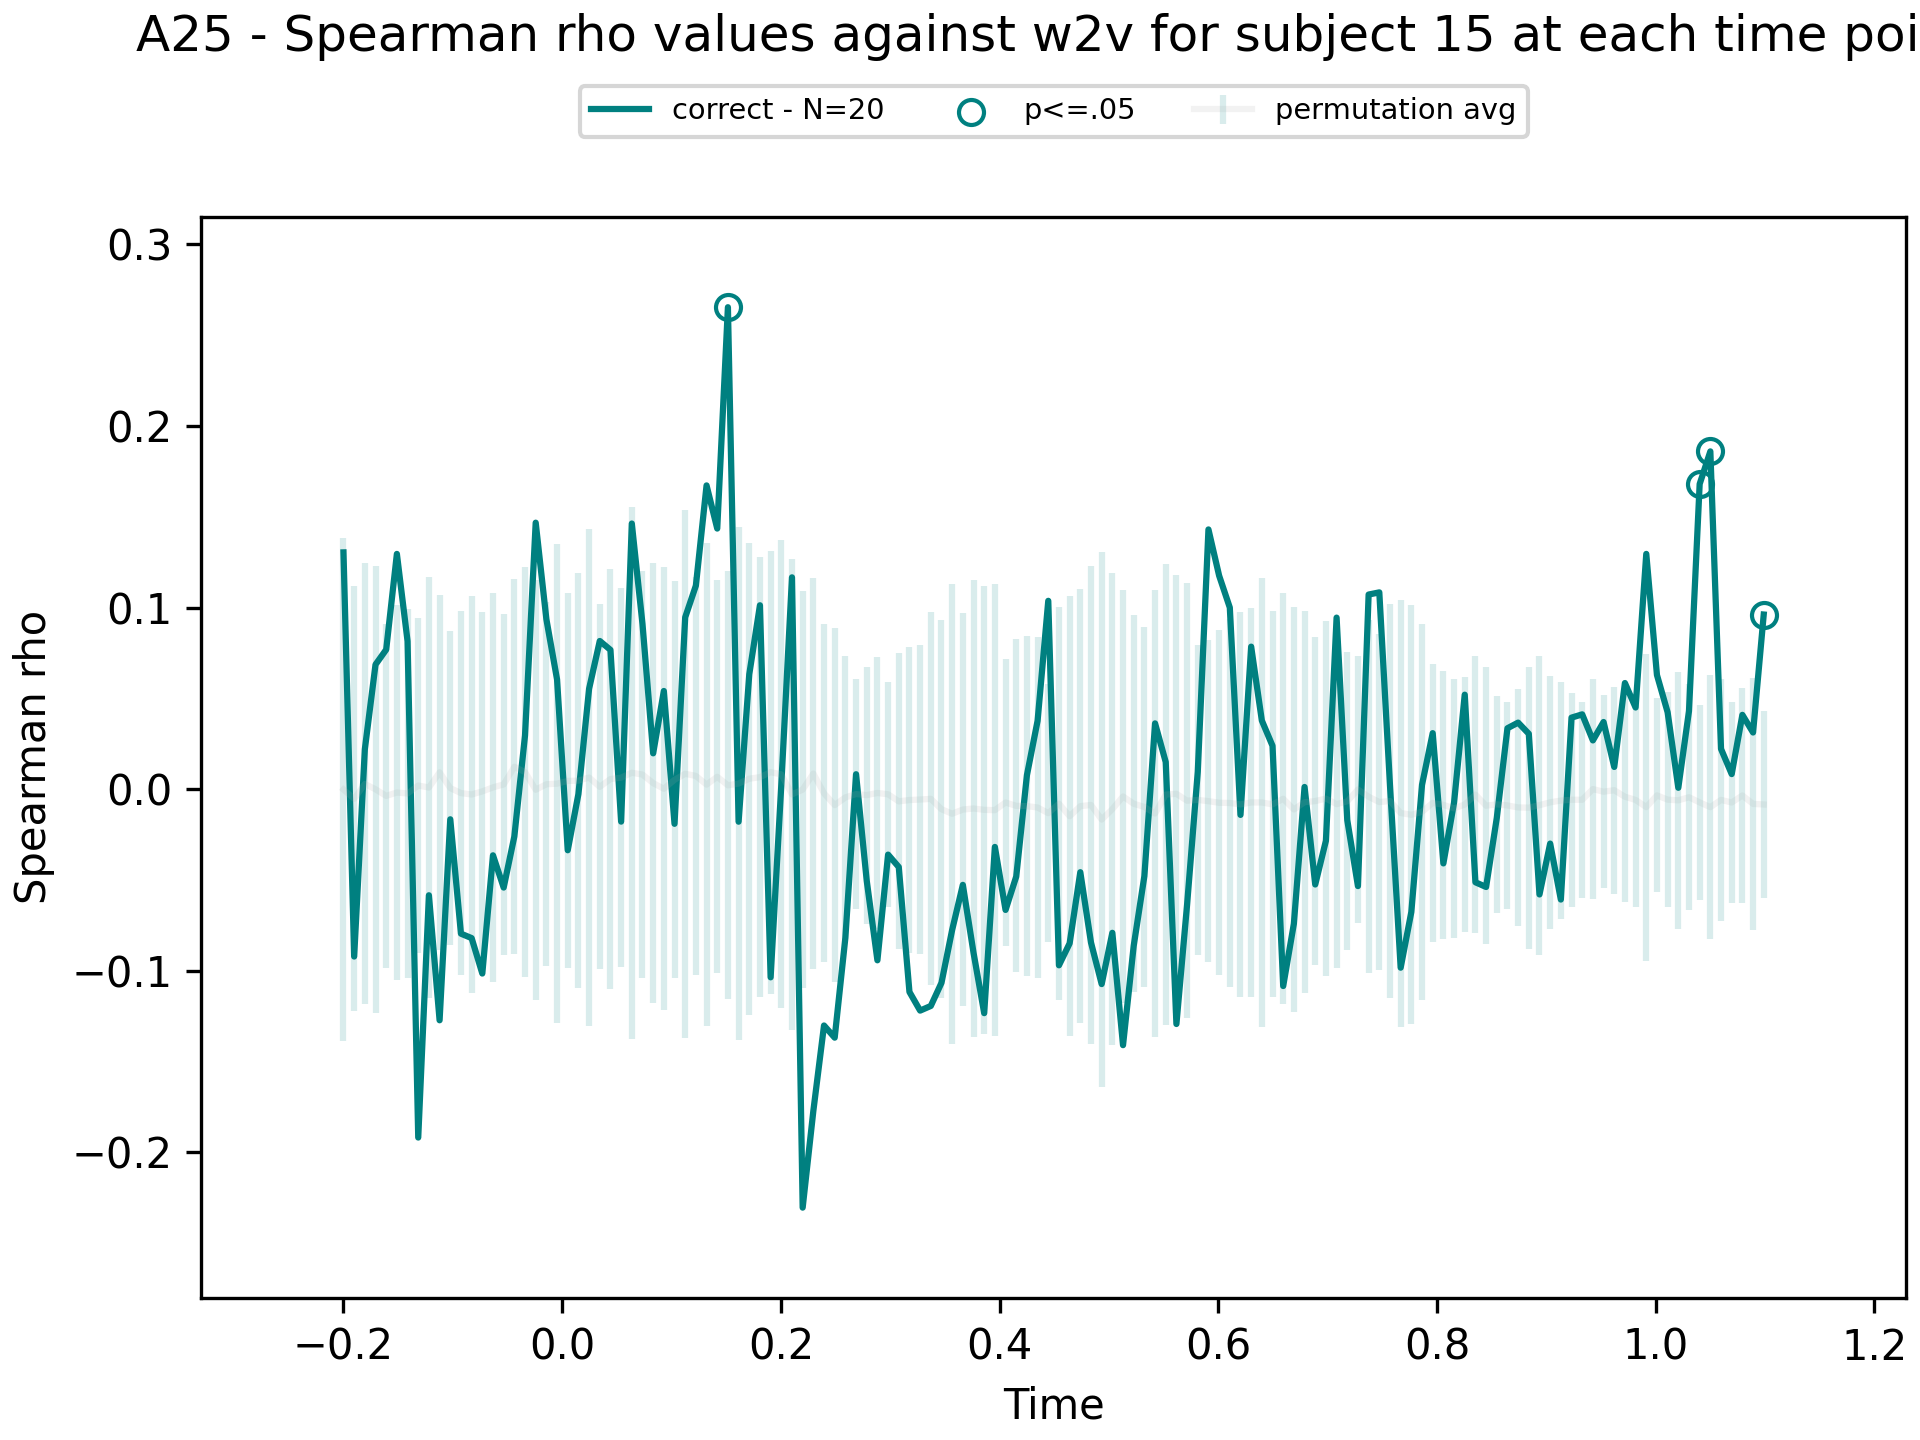 A25 - Spearman rho values against w2v for subject 15 at each time poi
correct - N=20 p<=.05 permutation avg
0.3
0.2
0.1
0.0
−0.1
−0.2
Spearman rho
−0.2 0.0 0.2 0.4 0.6 0.8 1.0 1.2
Time